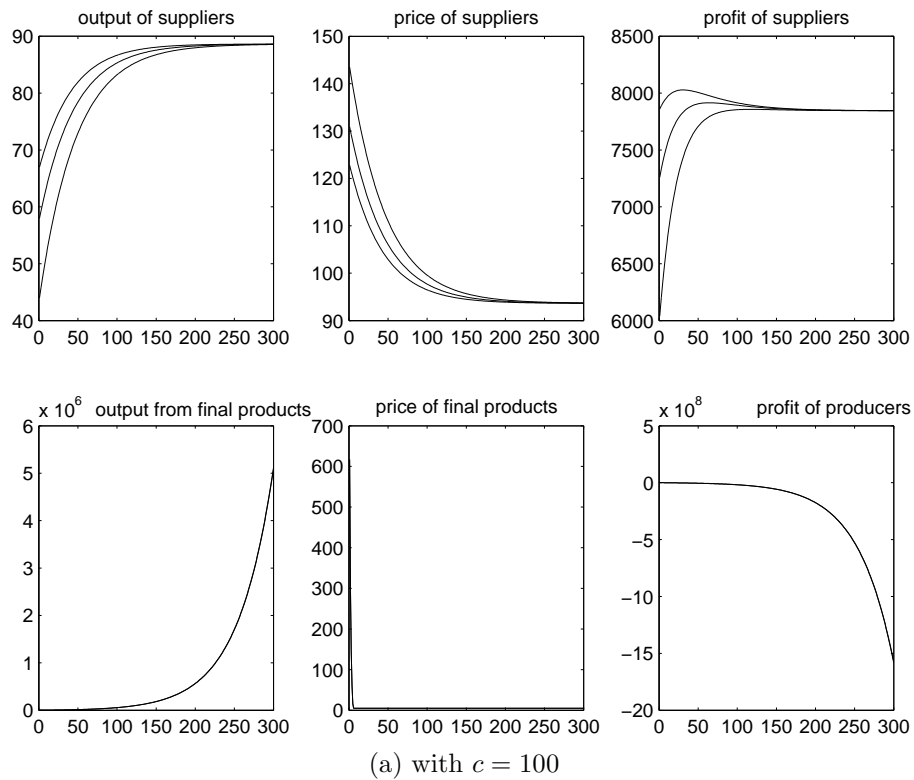 output of suppliers
price of suppliers
profit of suppliers
90
80
70
60
50
40
0 50 100 150 200 250 300
150
140
130
120
110
100
90
0 50 100 150 200 250 300
8500
8000
7500
7000
6500
6000
0 50 100 150 200 250 300
x 10^6
output from final products
price of final products
x 10^8
profit of producers
6
5
4
3
2
1
0
0 50 100 150 200 250 300
700
600
500
400
300
200
100
0
0 50 100 150 200 250 300
5
0
−5
−10
−15
−20
0 50 100 150 200 250 300
(a) with c = 100